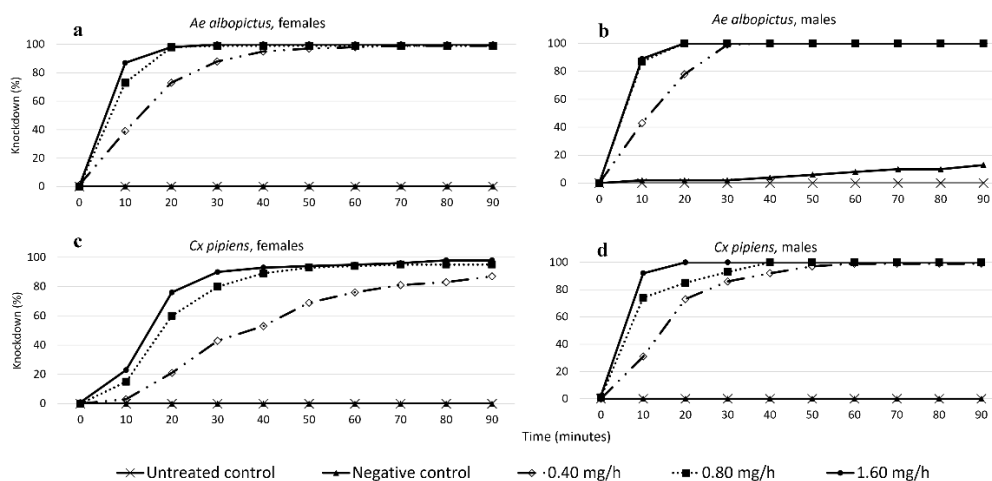 a
Ae albopictus, females
Knockdown (%)
100
80
60
40
20
0
0 10 20 30 40 50 60 70 80 90
b
Ae albopictus, males
100
80
60
40
20
0
0 10 20 30 40 50 60 70 80 90
c
Cx pipiens, females
Knockdown (%)
100
80
60
40
20
0
0 10 20 30 40 50 60 70 80 90
d
Cx pipiens, males
100
80
60
40
20
0
0 10 20 30 40 50 60 70 80 90
Time (minutes)
Untreated control Negative control 0.40 mg/h 0.80 mg/h 1.60 mg/h